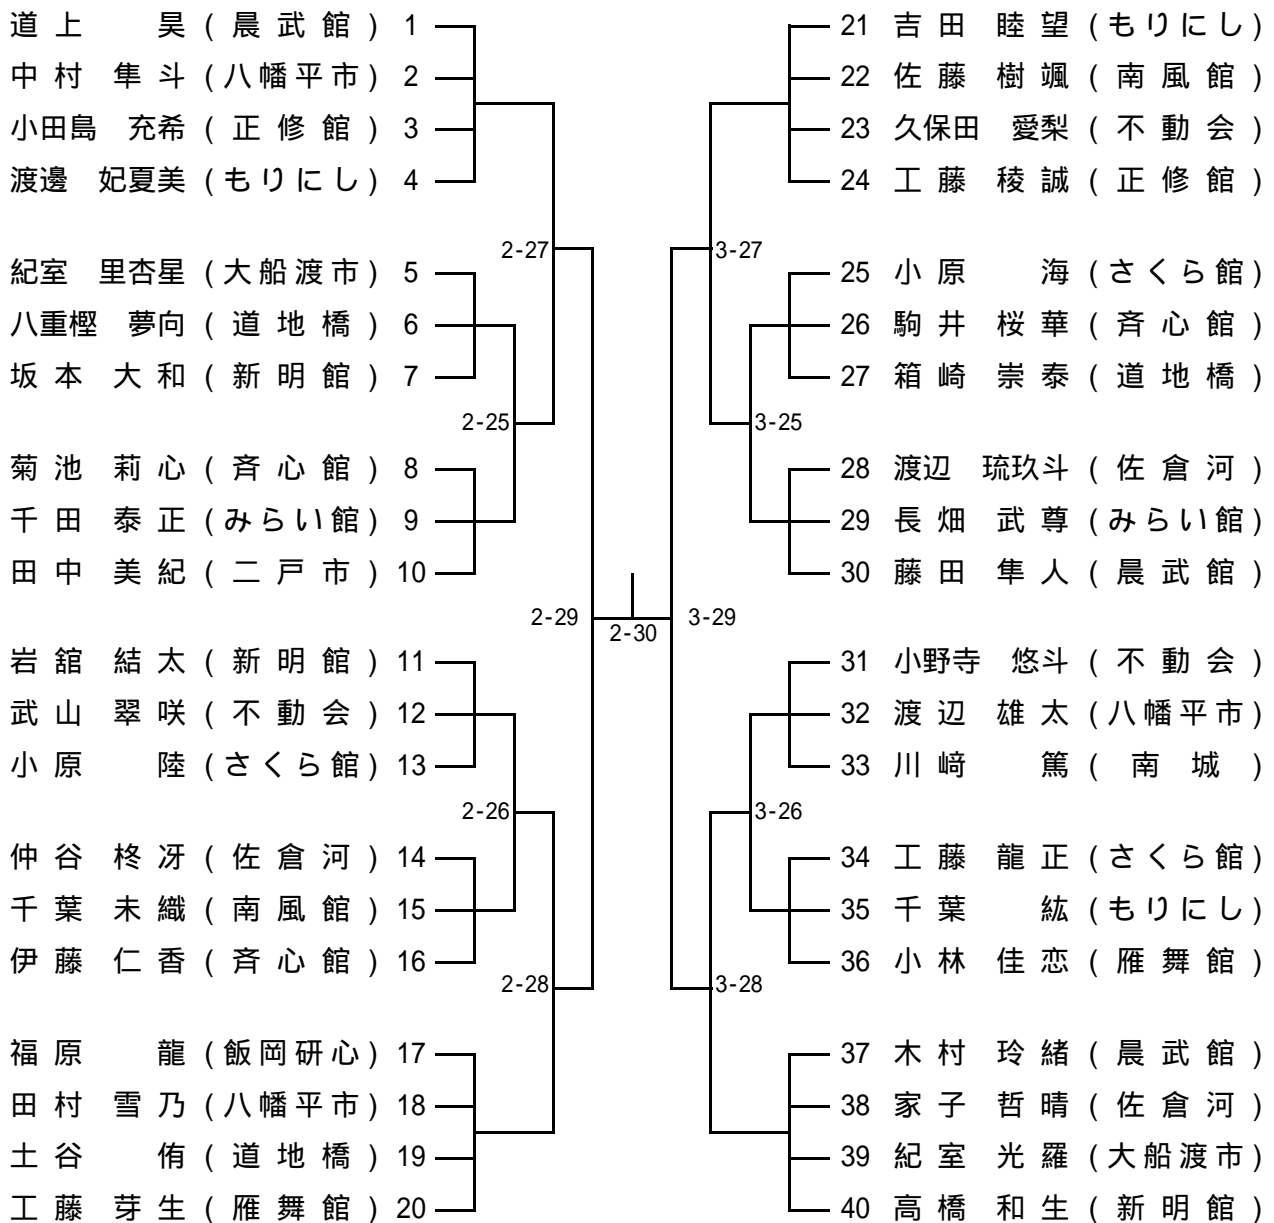 道上　昊(晨武館) 1
中村　隼斗(八幡平市) 2
小田島　充希(正修館) 3
渡邊　妃夏美(もりにし) 4
2-27
紀室　里杏星(大船渡市) 5
八重樫　夢向(道地橋) 6
坂本　大和(新明館) 7
2-25
菊池　莉心(斉心館) 8
千田　泰正(みらい館) 9
田中　美紀(二戸市) 10
2-29
岩舘　結太(新明館) 11
武山　翠咲(不動会) 12
小原　陸(さくら館) 13
2-26
仲谷　柊冴(佐倉河) 14
千葉　未織(南風館) 15
伊藤　仁香(斉心館) 16
2-28
福原　龍(飯岡研心) 17
田村　雪乃(八幡平市) 18
土谷　侑(道地橋) 19
工藤　芽生(雁舞館) 20
2-30
21 吉田　睦望(もりにし)
22 佐藤　樹颯(南風館)
23 久保田　愛梨(不動会)
24 工藤　稜誠(正修館)
3-27
25 小原　海(さくら館)
26 駒井　桜華(斉心館)
27 箱崎　崇泰(道地橋)
3-25
28 渡辺　琉玖斗(佐倉河)
29 長畑　武尊(みらい館)
30 藤田　隼人(晨武館)
3-29
31 小野寺　悠斗(不動会)
32 渡辺　雄太(八幡平市)
33 川﨑　篤(南城)
3-26
34 工藤　龍正(さくら館)
35 千葉　紘(もりにし)
36 小林　佳恋(雁舞館)
3-28
37 木村　玲緒(晨武館)
38 家子　哲晴(佐倉河)
39 紀室　光羅(大船渡市)
40 高橋　和生(新明館)